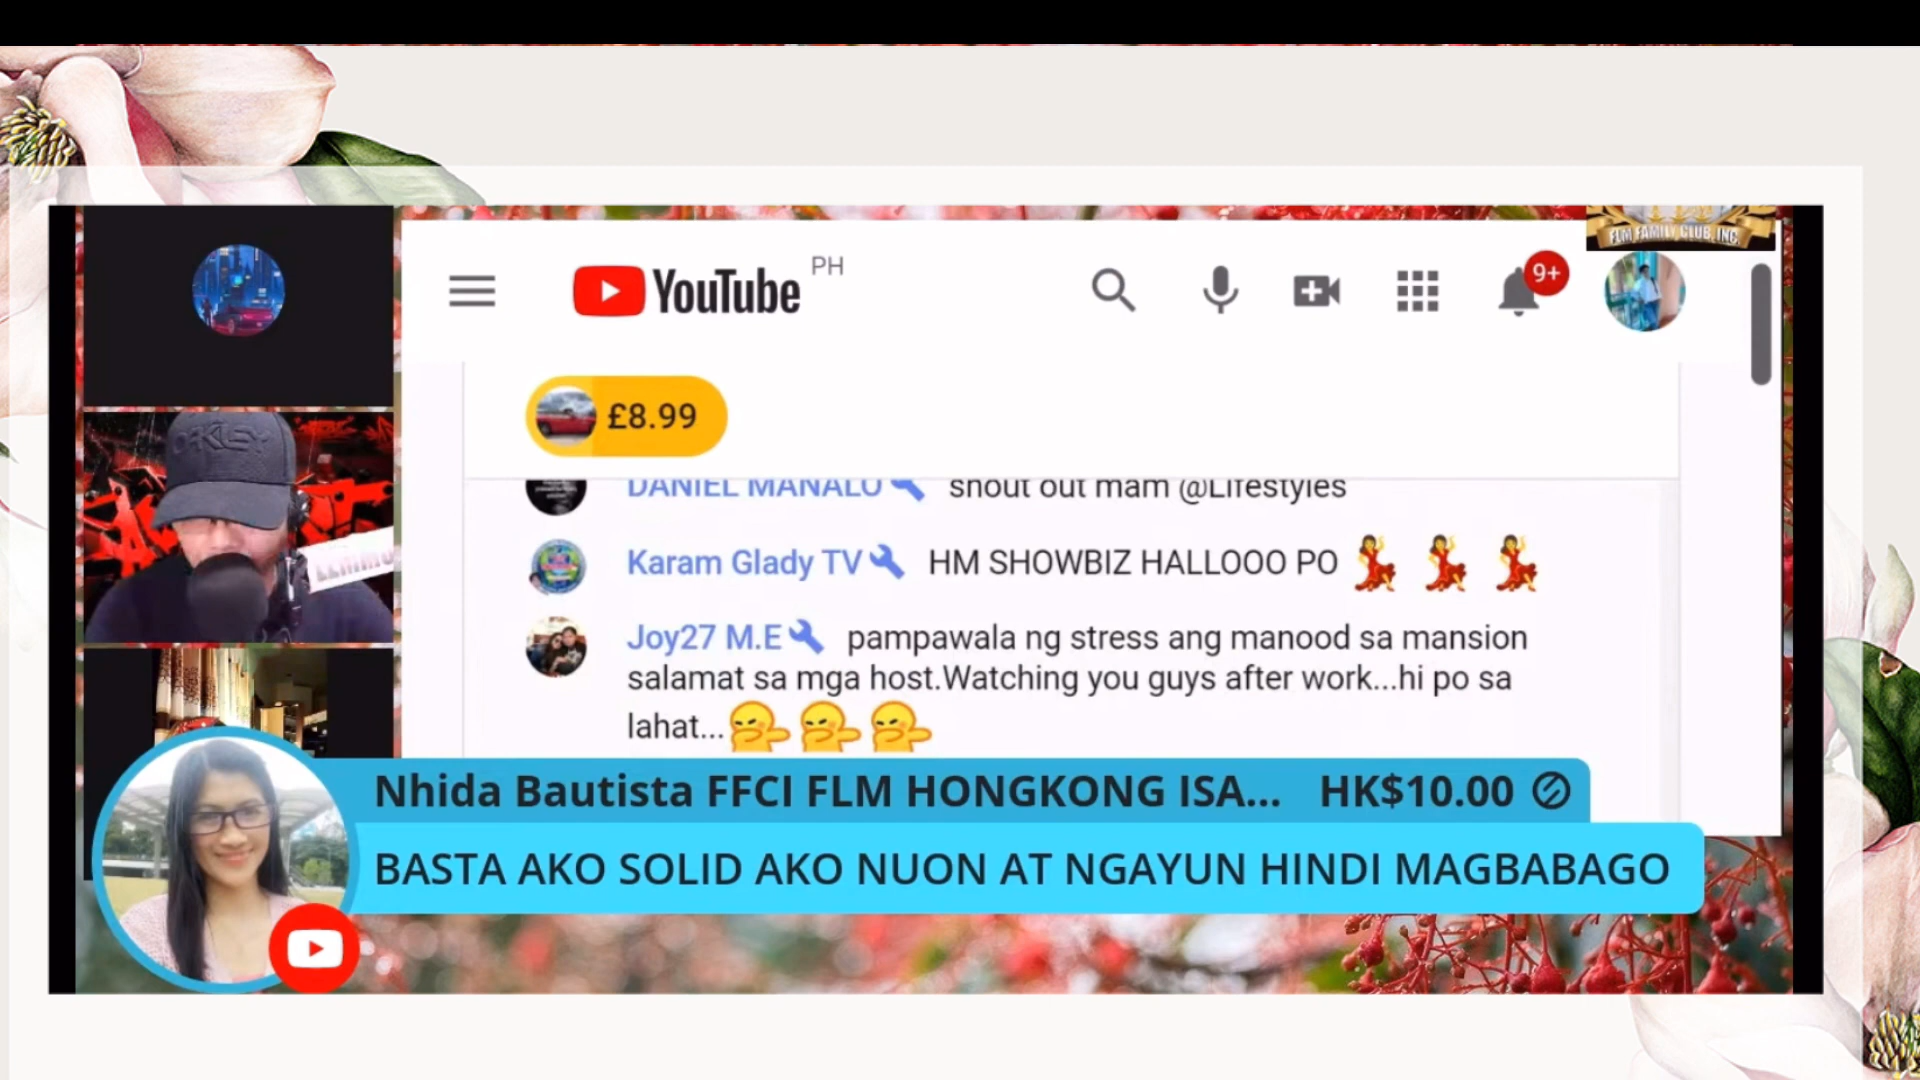 FLM FAMILY CLUB, INC.
YouTube PH
9+
OAKLEY
£8.99
DANIEL MANALO shout out mam @Lifestyles
Karam Glady TV HM SHOWBIZ HALLOOO PO
Joy27 M.E pampawala ng stress ang manood sa mansion
salamat sa mga host.Watching you guys after work...hi po sa
lahat...
Nhida Bautista FFCI FLM HONGKONG ISA... HK$10.00
BASTA AKO SOLID AKO NUON AT NGAYUN HINDI MAGBABAGO